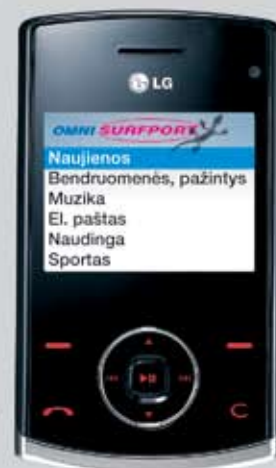 LG
OMNI SURFPORT
Naujienos
Bendruomenės, pažintys
Muzika
El. paštas
Naudinga
Sportas
C